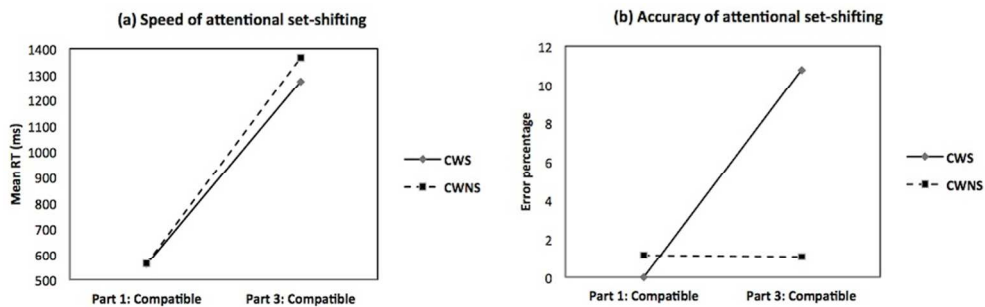 (a) Speed of attentional set-shifting
Mean RT (ms)
1400
1300
1200
1100
1000
900
800
700
600
500
Part 1: Compatible
Part 3: Compatible
CWS
CWNS
(b) Accuracy of attentional set-shifting
Error percentage
12
10
8
6
4
2
0
Part 1: Compatible
Part 3: Compatible
CWS
CWNS